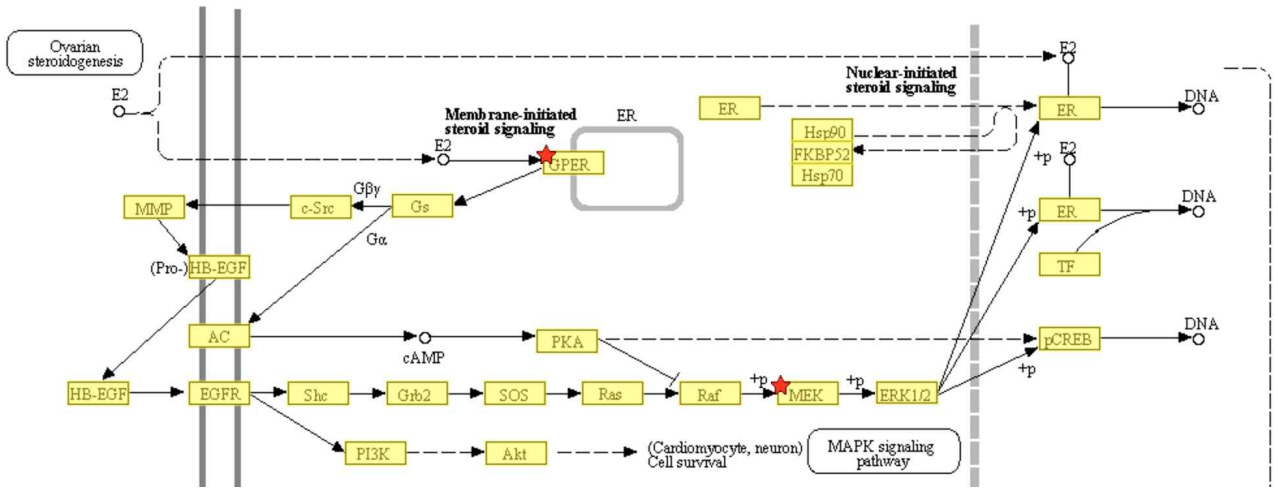 Ovarian
steroidogenesis
E2
E2
Nuclear-initiated
steroid signaling
ER
ER
DNA
Membrane-initiated
steroid signaling
ER
Hsp90
FKBP52
Hsp70
E2
GPER
+p
E2
MMP
c-Src
Gβγ
Gs
+p
ER
DNA
Gα
(Pro-)
HB-EGF
TF
AC
cAMP
PKA
pCREB
DNA
+p
HB-EGF
EGFR
Shc
Grb2
SOS
Ras
Raf
+p
MEK
+p
ERK1/2
PI3K
Akt
(Cardiomyocyte, neuron)
Cell survival
MAPK signaling
pathway